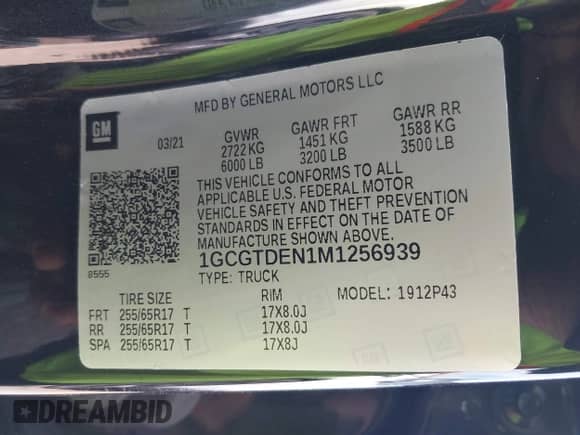 MFD BY GENERAL MOTORS LLC
GM
03/21 GVWR GAWR FRT GAWR RR
2722 KG 1451 KG 1588 KG
6000 LB 3200 LB 3500 LB
THIS VEHICLE CONFORMS TO ALL
APPLICABLE U.S. FEDERAL MOTOR
VEHICLE SAFETY AND THEFT PREVENTION
STANDARDS IN EFFECT ON THE DATE OF
MANUFACTURE SHOWN ABOVE.
8555
1GCGTDEN1M1256939
TYPE: TRUCK
TIRE SIZE RIM MODEL: 1912P43
FRT 255/65R17 T 17X8.0J
RR 255/65R17 T 17X8.0J
SPA 255/65R17 T 17X8J
DREAMBID